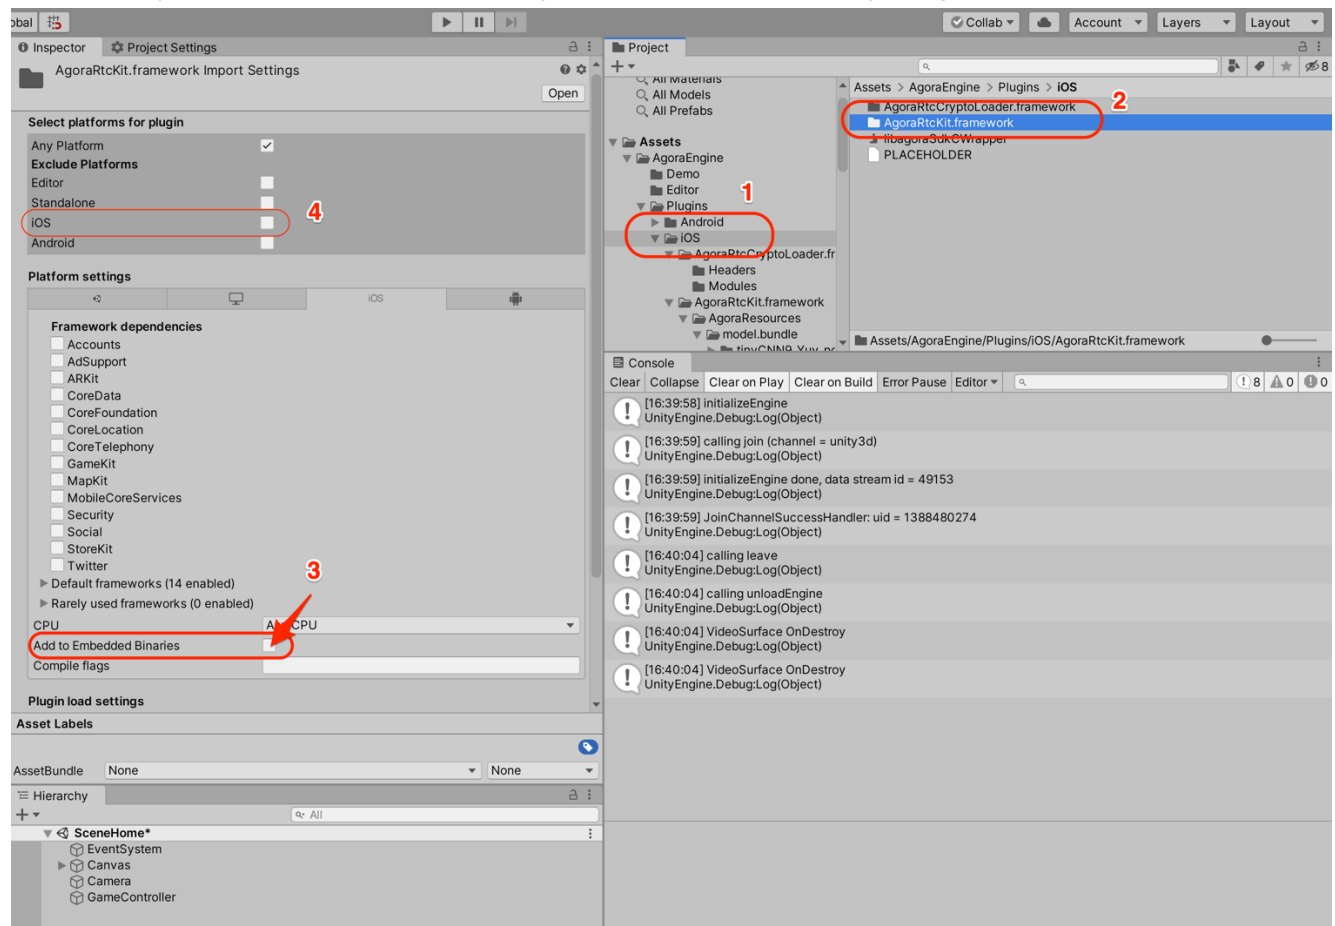 obal
Collab
Account
Layers
Layout
Inspector
Project Settings
AgoraRtcKit.framework Import Settings
Open
Select platforms for plugin
Any Platform
Exclude Platforms
Editor
Standalone
iOS
4
Android
Platform settings
iOS
Framework dependencies
Accounts
AdSupport
ARKit
CoreData
CoreFoundation
CoreLocation
CoreTelephony
GameKit
MapKit
MobileCoreServices
Security
Social
StoreKit
Twitter
3
Default frameworks (14 enabled)
Rarely used frameworks (0 enabled)
CPU
CPU
Add to Embedded Binaries
Compile flags
Plugin load settings
Asset Labels
AssetBundle
None
None
Hierarchy
All
SceneHome*
EventSystem
Canvas
Camera
GameController
Project
8
All Materials
All Models
All Prefabs
Assets
AgoraEngine
Demo
Editor
1
Plugins
Android
iOS
AgoraRtcCryptoLoader.fr
Headers
Modules
AgoraRtcKit.framework
AgoraResources
model.bundle
Assets > AgoraEngine > Plugins > iOS
2
AgoraRtcCryptoLoader.framework
AgoraRtcKit.framework
libagoraSdkCWrapper
PLACEHOLDER
Assets/AgoraEngine/Plugins/iOS/AgoraRtcKit.framework
Console
Clear Collapse Clear on Play Clear on Build Error Pause Editor
8 0 0
[16:39:58] initializeEngine
UnityEngine.Debug:Log(Object)
[16:39:59] calling join (channel = unity3d)
UnityEngine.Debug:Log(Object)
[16:39:59] initializeEngine done, data stream id = 49153
UnityEngine.Debug:Log(Object)
[16:39:59] JoinChannelSuccessHandler: uid = 1388480274
UnityEngine.Debug:Log(Object)
[16:40:04] calling leave
UnityEngine.Debug:Log(Object)
[16:40:04] calling unloadEngine
UnityEngine.Debug:Log(Object)
[16:40:04] VideoSurface OnDestroy
UnityEngine.Debug:Log(Object)
[16:40:04] VideoSurface OnDestroy
UnityEngine.Debug:Log(Object)